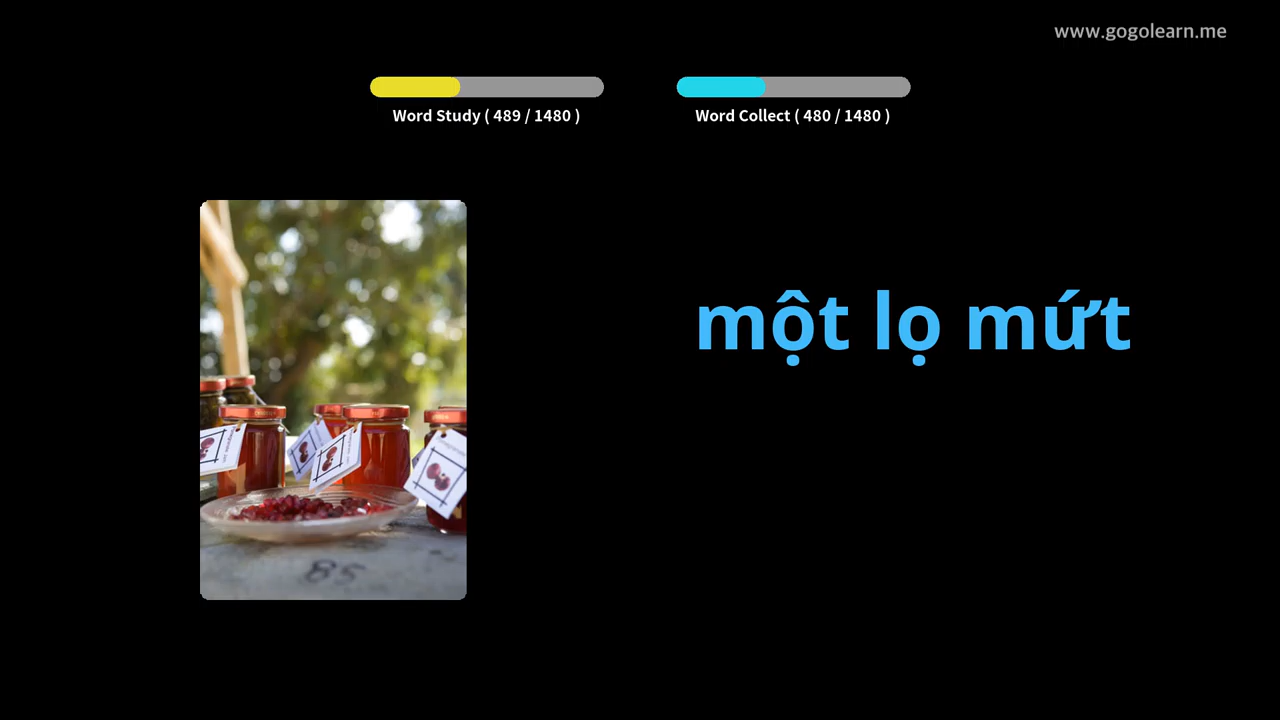 www.gogolearn.me
Word Study ( 489 / 1480 )
Word Collect ( 480 / 1480 )
một lọ mứt
85